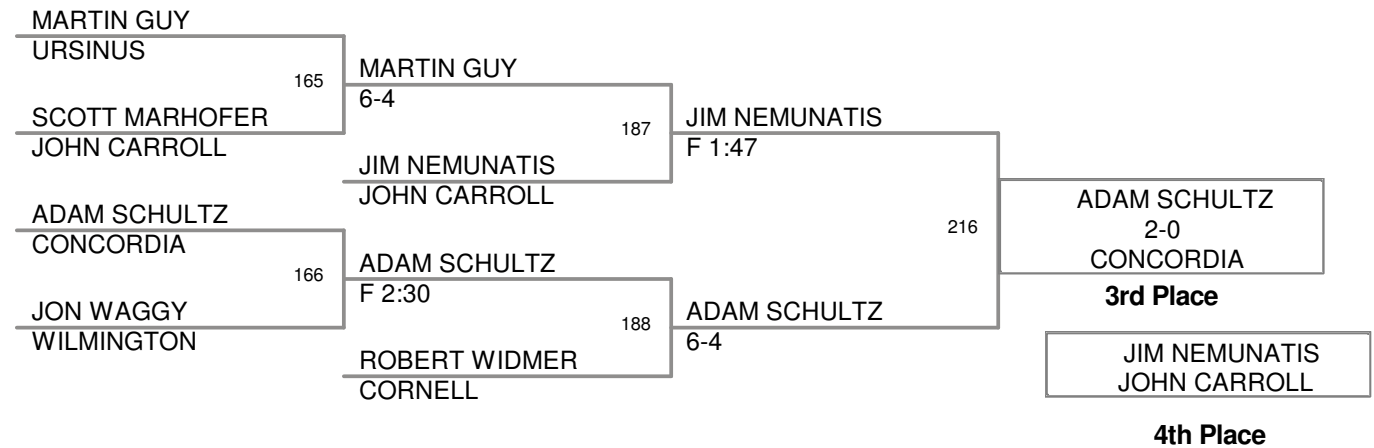 MARTIN GUY
URSINUS
165
MARTIN GUY
6-4
SCOTT MARHOFER
JOHN CARROLL
187
JIM NEMUNATIS
F 1:47
JIM NEMUNATIS
JOHN CARROLL
ADAM SCHULTZ
CONCORDIA
216
ADAM SCHULTZ
2-0
CONCORDIA
3rd Place
166
ADAM SCHULTZ
F 2:30
JON WAGGY
WILMINGTON
188
ADAM SCHULTZ
6-4
ROBERT WIDMER
CORNELL
JIM NEMUNATIS
JOHN CARROLL
4th Place